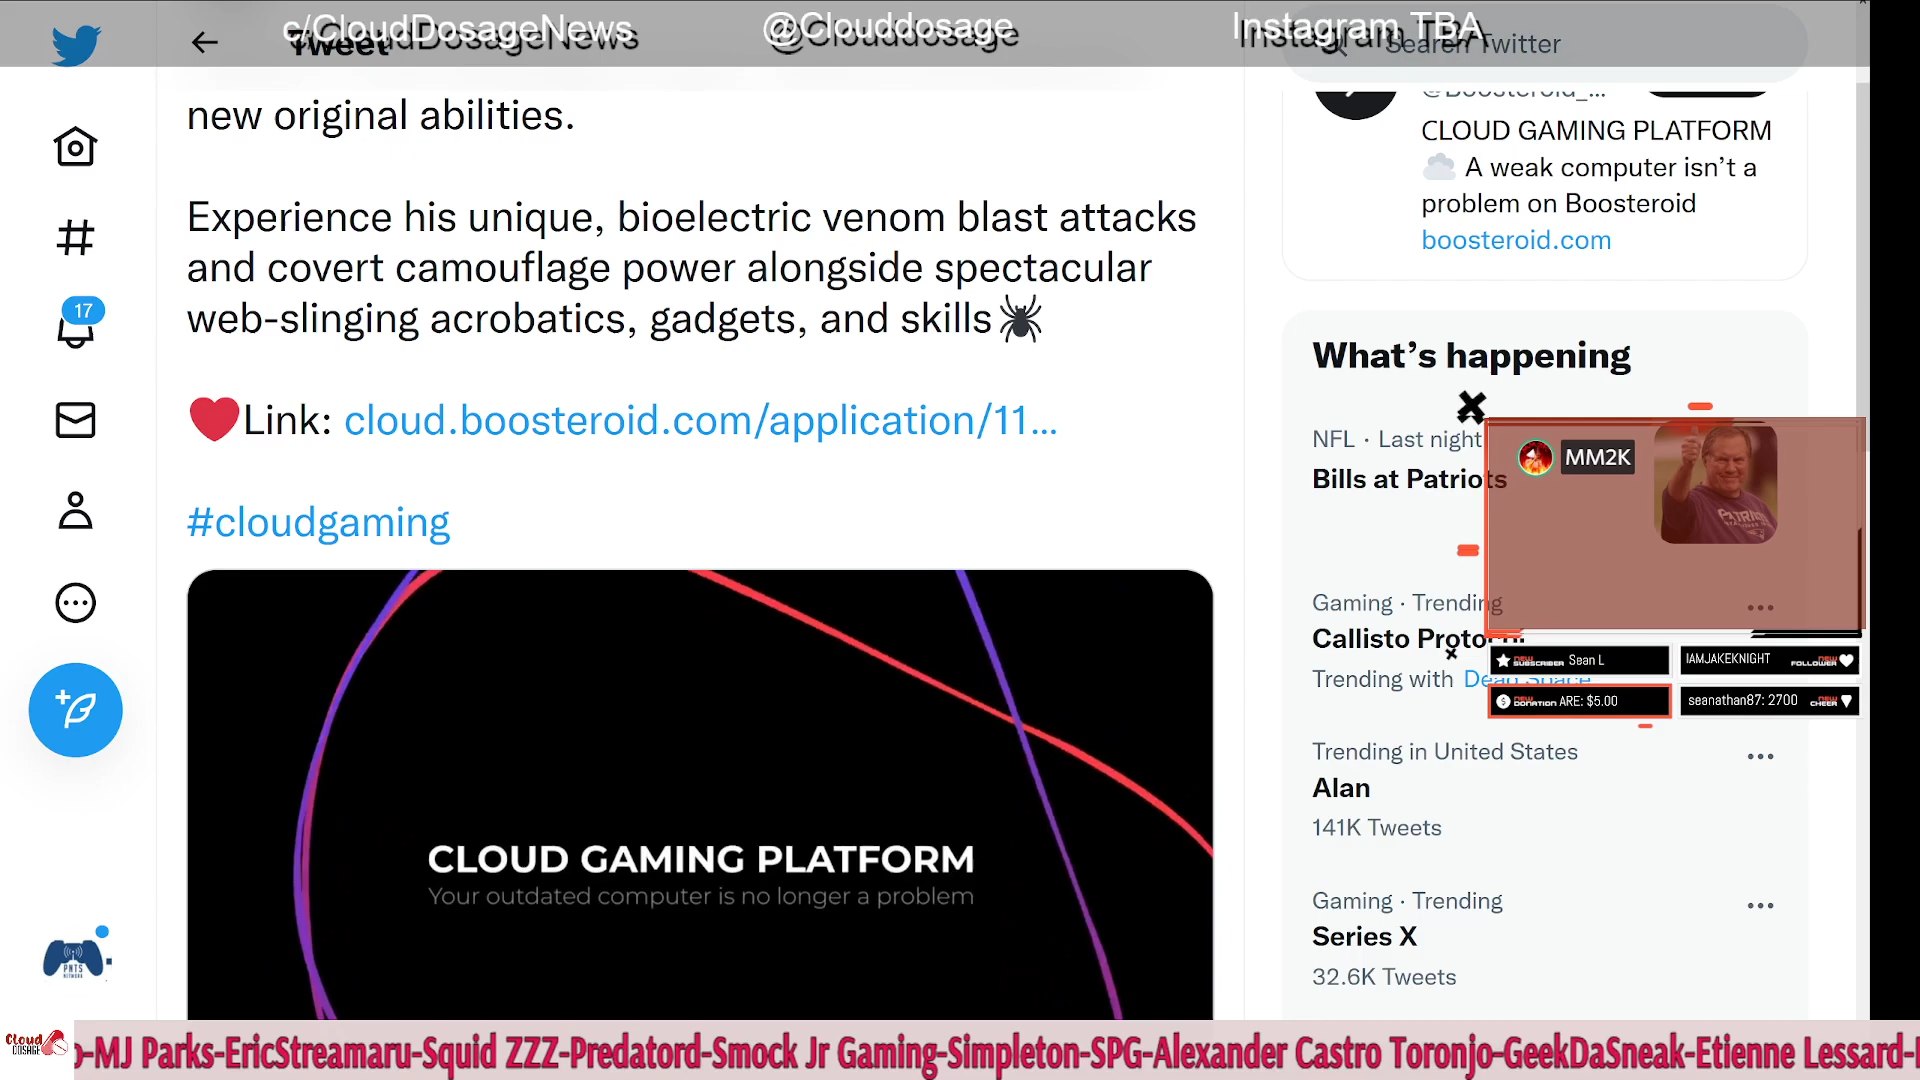 c/CloudDosageNews
@Clouddosage
Instagram TBA
Tweet
Search Twitter
new original abilities.
Experience his unique, bioelectric venom blast attacks
and covert camouflage power alongside spectacular
web-slinging acrobatics, gadgets, and skills
Link: cloud.boosteroid.com/application/11...
#cloudgaming
CLOUD GAMING PLATFORM
Your outdated computer is no longer a problem
17
PNTS
NETWORK
@Boosteroid_...
CLOUD GAMING PLATFORM
A weak computer isn't a
problem on Boosteroid
boosteroid.com
What's happening
NFL · Last night
Bills at Patriots
MM2K
Gaming · Trending
Callisto Protocol
Trending with Dead Space
NEW SUBSCRIBER Sean L
IAMJAKEKNIGHT NEW FOLLOWER
NEW DONATION ARE: $5.00
seanathan87: 2700 NEW CHEER
Trending in United States
Alan
141K Tweets
Gaming · Trending
Series X
32.6K Tweets
Cloud
DOSAGE
o-MJ Parks-EricStreamaru-Squid ZZZ-Predatord-Smock Jr Gaming-Simpleton-SPG-Alexander Castro Toronjo-GeekDaSneak-Etienne Lessard-